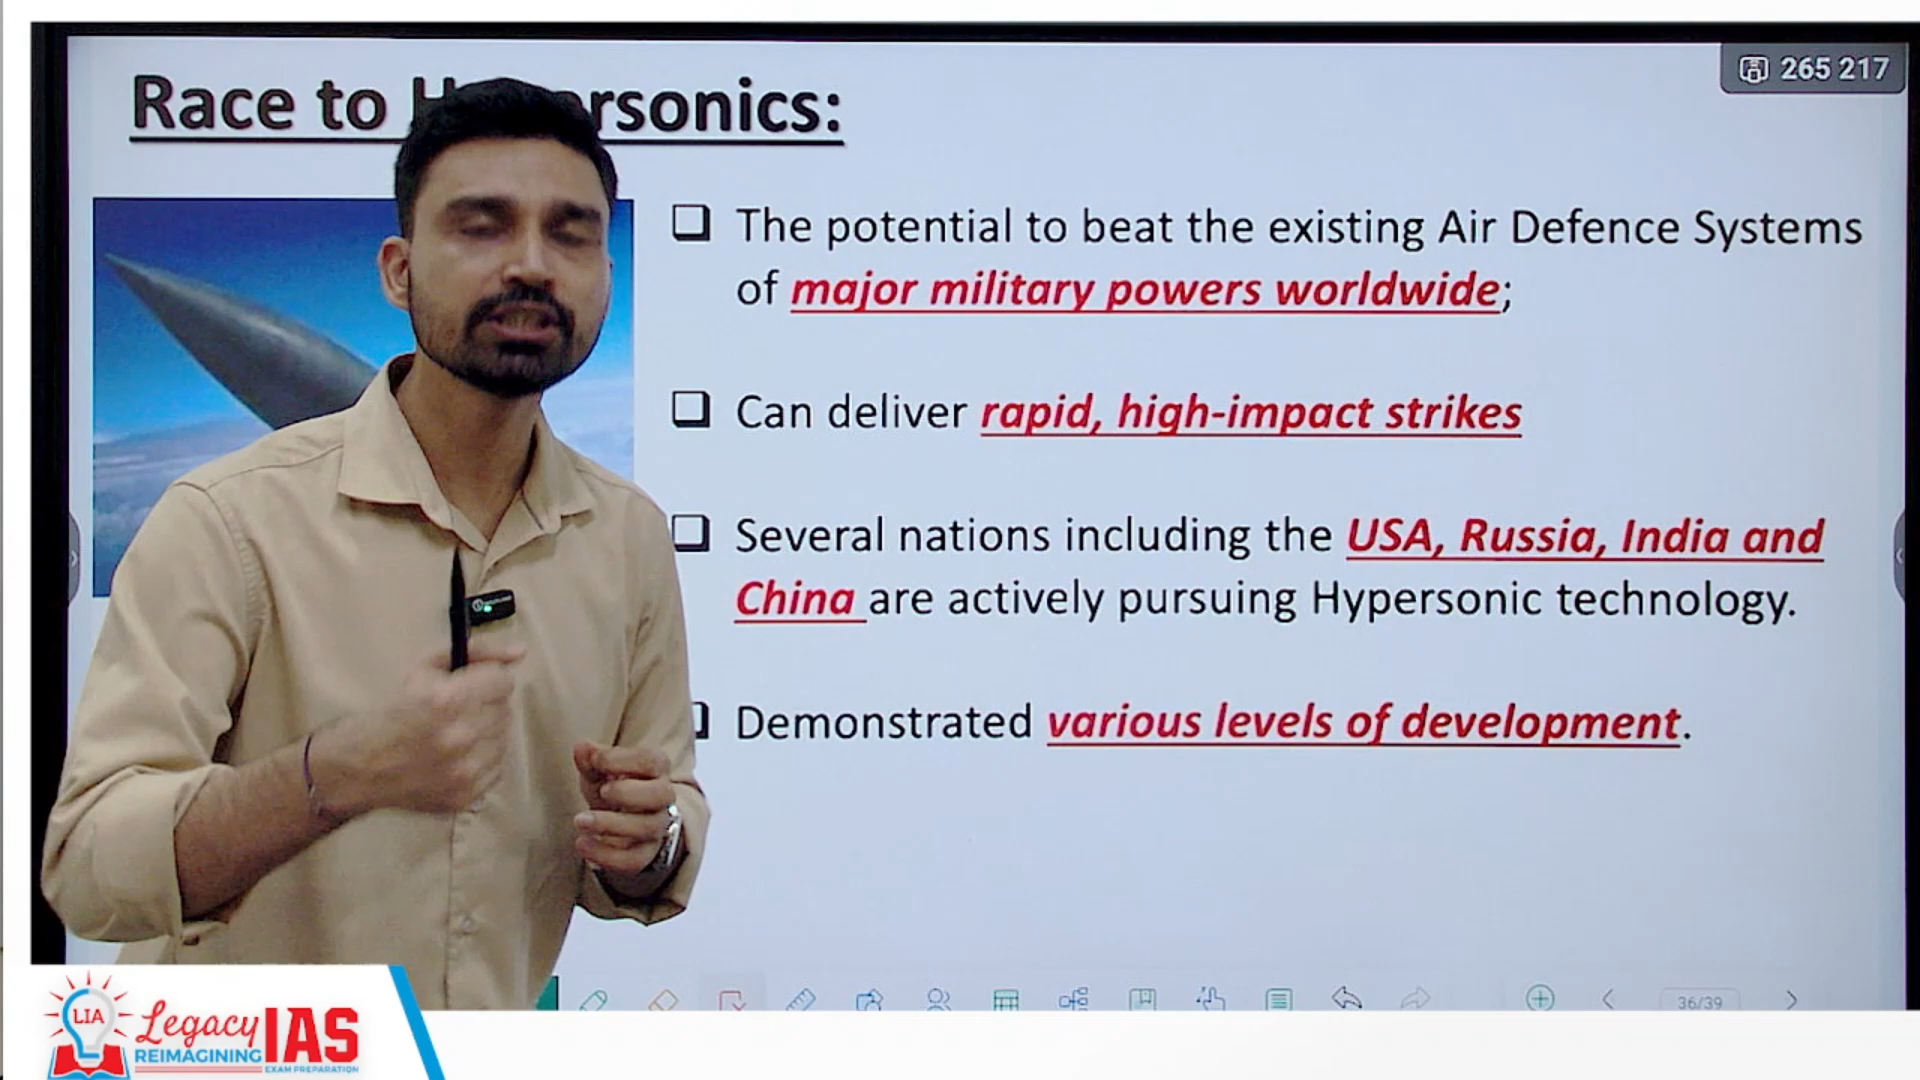 Race to H rsonics:
265 217
The potential to beat the existing Air Defence Systems
of major military powers worldwide;
Can deliver rapid, high-impact strikes
Several nations including the USA, Russia, India and
China are actively pursuing Hypersonic technology.
Demonstrated various levels of development.
36/39
LIA
Legacy IAS
REIMAGINING
EXAM PREPARATION